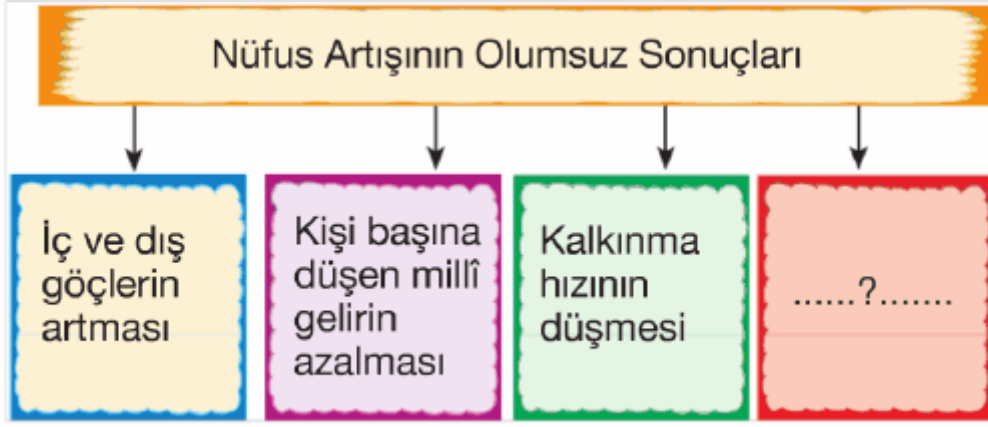 Nüfus Artışının Olumsuz Sonuçları
İç ve dış
göçlerin
artması
Kişi başına
düşen millî
gelirin
azalması
Kalkınma
hızının
düşmesi
......?.......